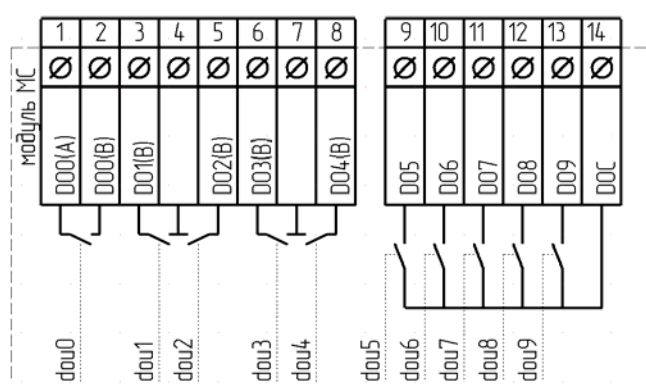 1 2 3 4 5 6 7 8 9 10 11 12 13 14
модуль МС
DO0(A) DO0(B) DO1(B) DO2(B) DO3(B) DO4(B) DO5 DO6 DO7 DO8 DO9 DOC
dou0 dou1 dou2 dou3 dou4 dou5 dou6 dou7 dou8 dou9